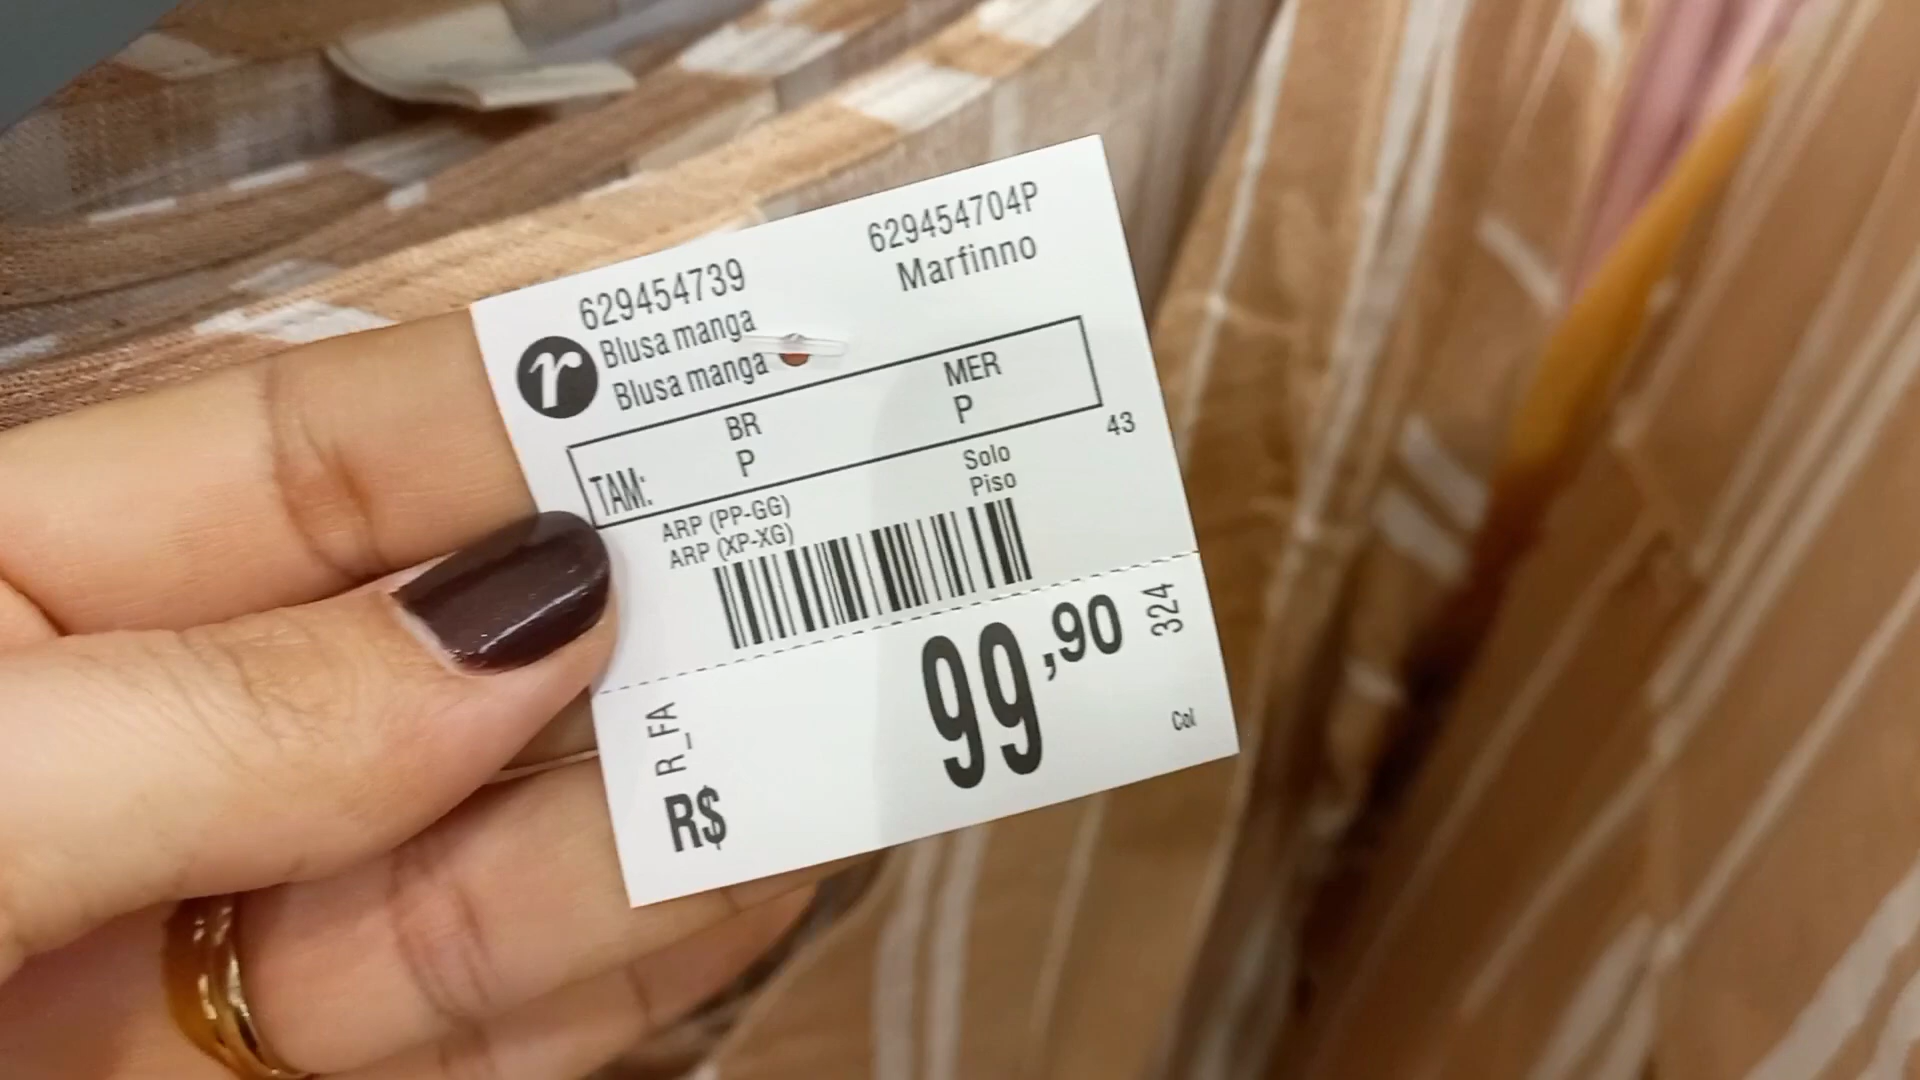 629454739
629454704P
Marfinno
r
Blusa manga
Blusa manga
BR
MER
TAM:
P
P
43
ARP (PP-GG)
Solo
ARP (XP-XG)
Piso
R_FA
R$
99,90
324
Col